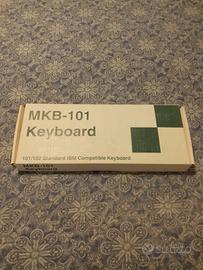 MKB-101
Keyboard
101/102 Standard IBM Compatible Keyboard
subito